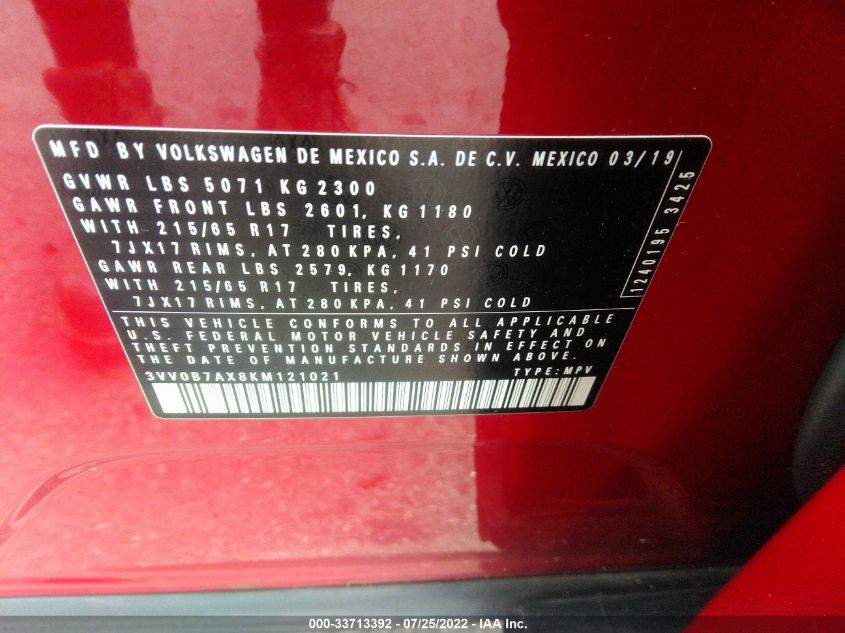 MFD BY VOLKSWAGEN DE MEXICO S.A. DE C.V. MEXICO 03/19
GVWR LBS 5071 KG 2300
GAWR FRONT LBS 2601, KG 1180
WITH 215/65 R17 TIRES,
7JX17 RIMS, AT 280 KPA, 41 PSI COLD
GAWR REAR LBS 2579, KG 1170
WITH 215/65 R17 TIRES,
7JX17 RIMS, AT 280 KPA, 41 PSI COLD
THIS VEHICLE CONFORMS TO ALL APPLICABLE
U.S. FEDERAL MOTOR VEHICLE SAFETY AND
THEFT PREVENTION STANDARDS IN EFFECT ON
THE DATE OF MANUFACTURE SHOWN ABOVE.
3VV0B7AX8KM121021 TYPE: MPV
1240195 3425
000-33713392 - 07/25/2022 - IAA Inc.